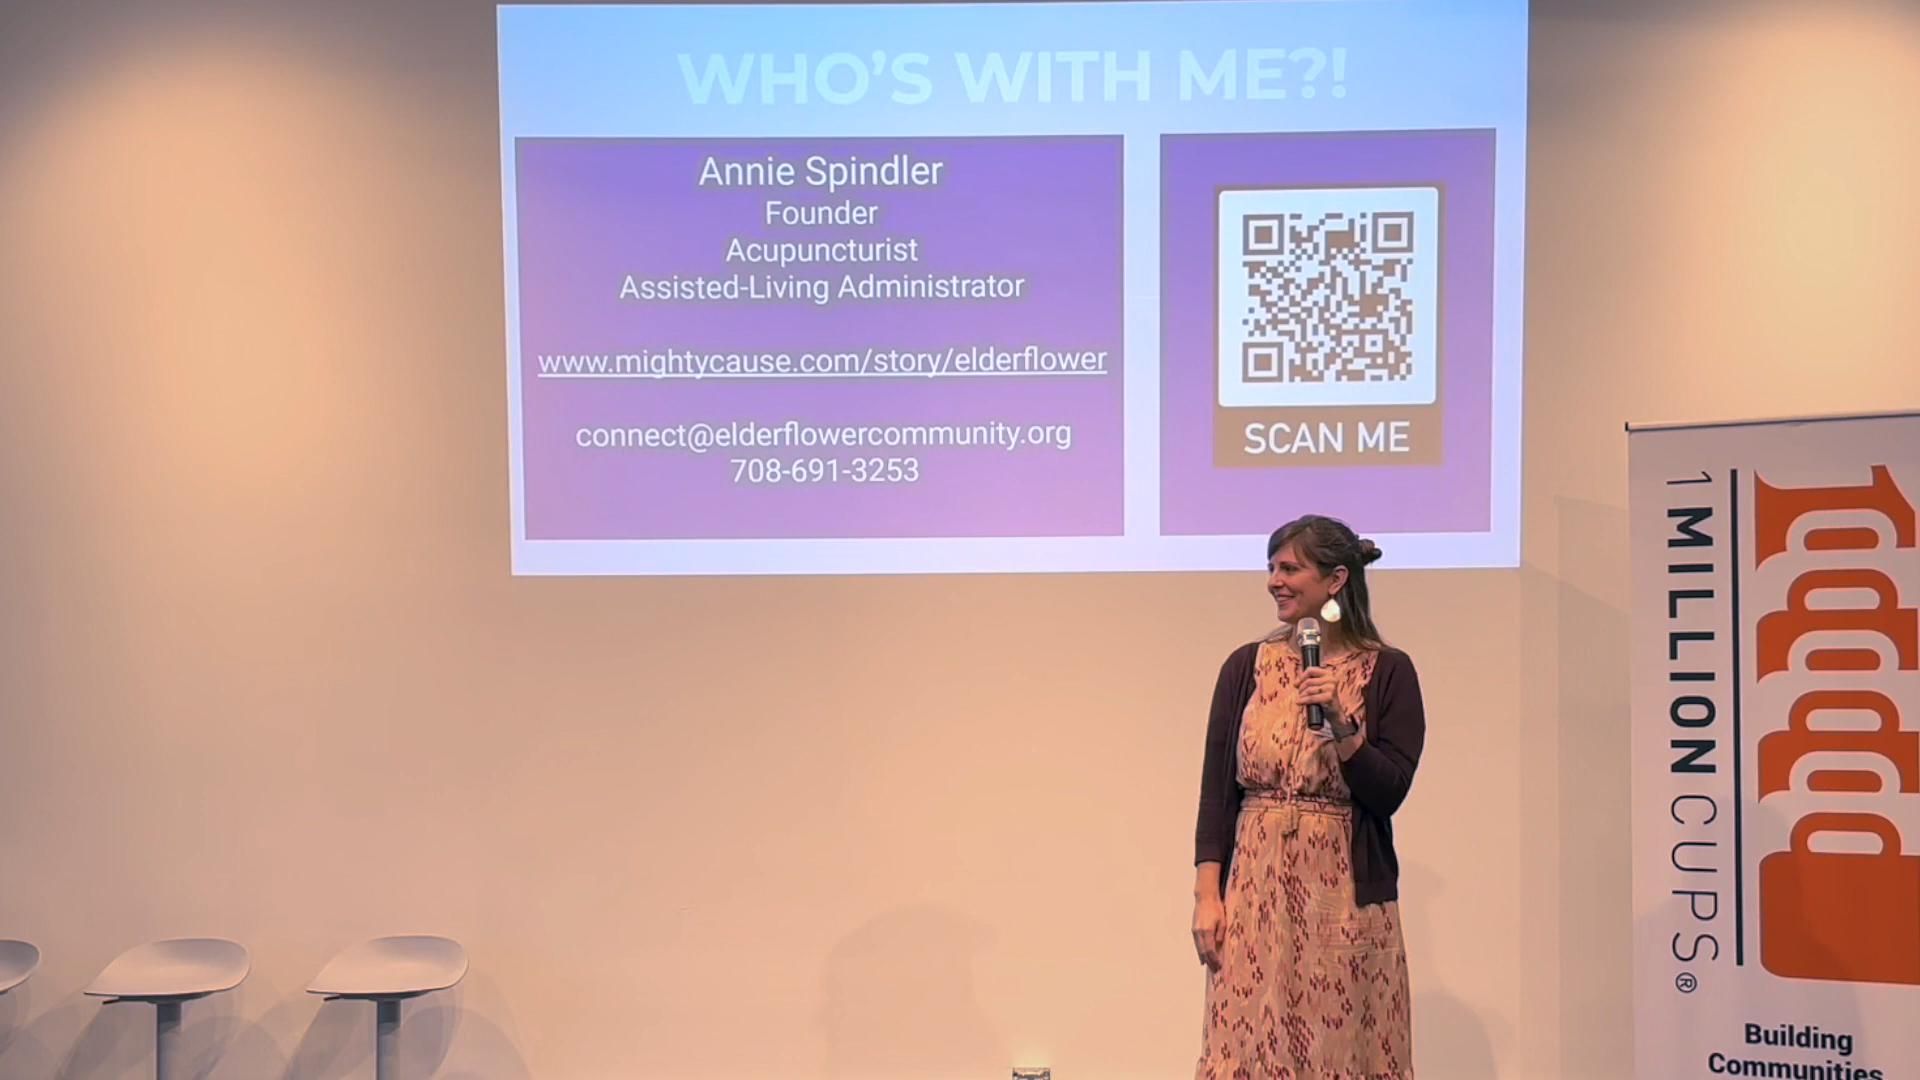 WHO'S WITH ME?!
Annie Spindler
Founder
Acupuncturist
Assisted-Living Administrator
www.mightycause.com/story/elderflower
connect@elderflowercommunity.org
708-691-3253
SCAN ME
1 MILLION CUPS®
Building
Communities